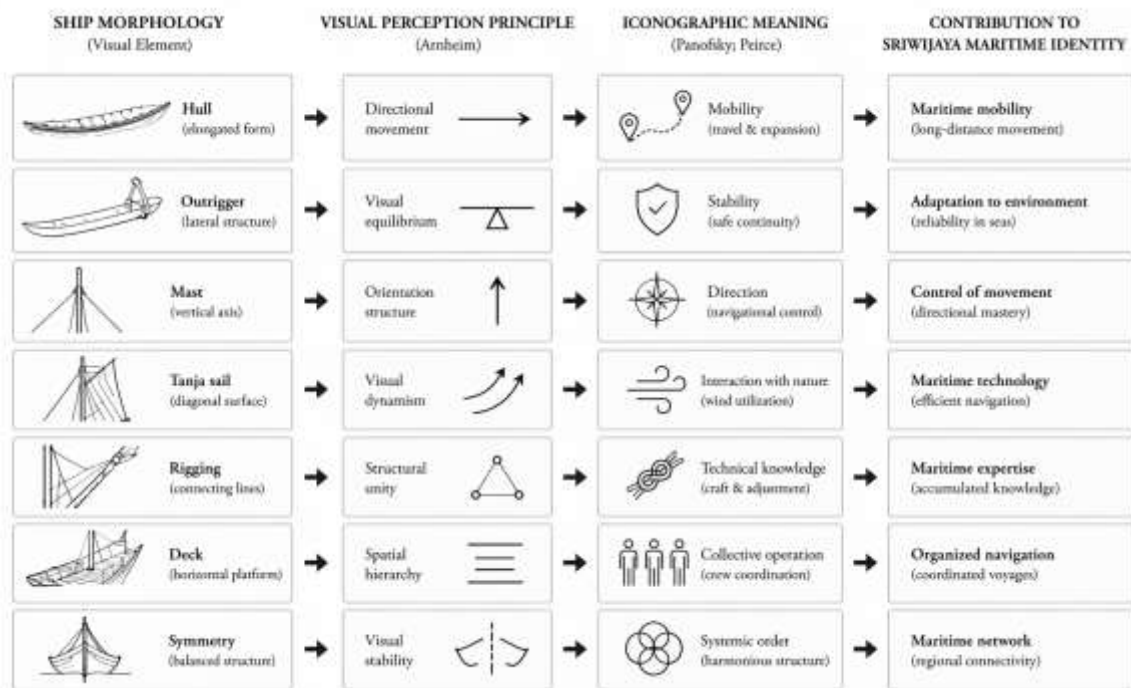 SHIP MORPHOLOGY
(Visual Element)
VISUAL PERCEPTION PRINCIPLE
(Arnheim)
ICONOGRAPHIC MEANING
(Panofsky; Peirce)
CONTRIBUTION TO
SRIWIJAYA MARITIME IDENTITY
Hull
(elongated form)
Directional
movement
Mobility
(travel & expansion)
Maritime mobility
(long-distance movement)
Outrigger
(lateral structure)
Visual
equilibrium
Stability
(safe continuity)
Adaptation to environment
(reliability in seas)
Mast
(vertical axis)
Orientation
structure
Direction
(navigational control)
Control of movement
(directional mastery)
Tanja sail
(diagonal surface)
Visual
dynamism
Interaction with nature
(wind utilization)
Maritime technology
(efficient navigation)
Rigging
(connecting lines)
Structural
unity
Technical knowledge
(craft & adjustment)
Maritime expertise
(accumulated knowledge)
Deck
(horizontal platform)
Spatial
hierarchy
Collective operation
(crew coordination)
Organized navigation
(coordinated voyages)
Symmetry
(balanced structure)
Visual
stability
Systemic order
(harmonious structure)
Maritime network
(regional connectivity)